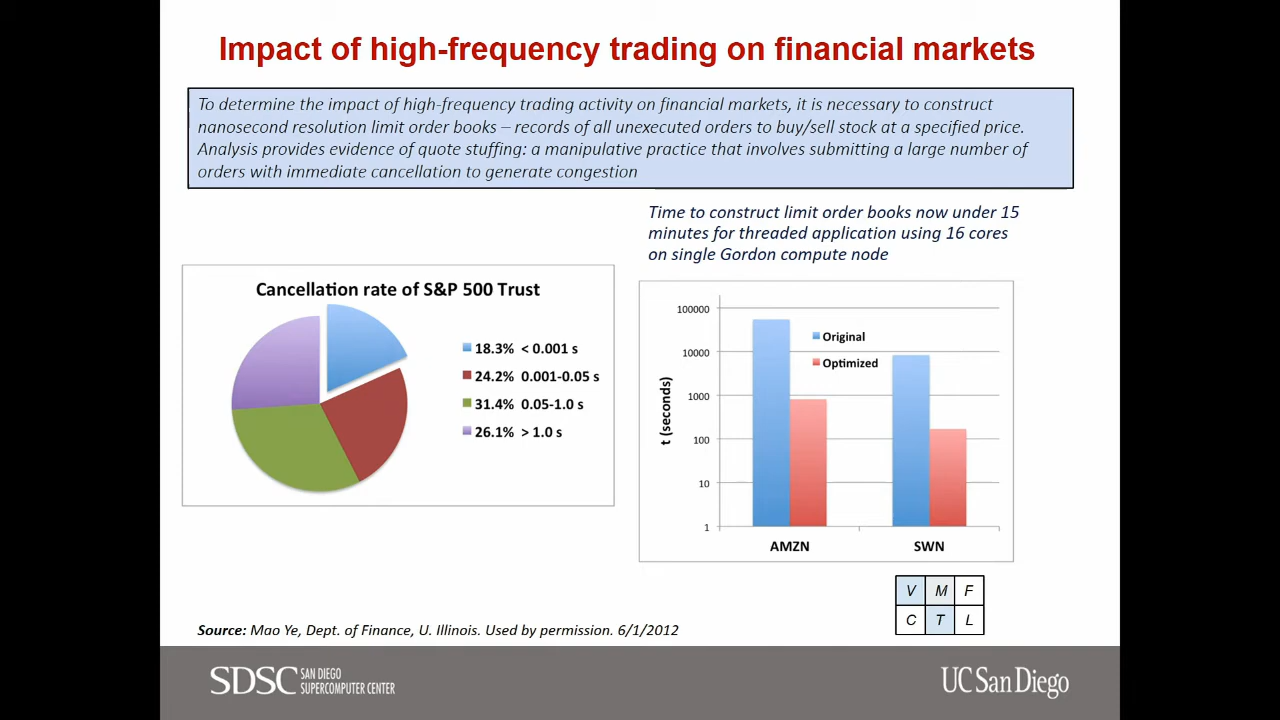 Impact of high-frequency trading on financial markets
To determine the impact of high-frequency trading activity on financial markets, it is necessary to construct
nanosecond resolution limit order books – records of all unexecuted orders to buy/sell stock at a specified price.
Analysis provides evidence of quote stuffing: a manipulative practice that involves submitting a large number of
orders with immediate cancellation to generate congestion
Time to construct limit order books now under 15
minutes for threaded application using 16 cores
on single Gordon compute node
Cancellation rate of S&P 500 Trust
18.3% < 0.001 s
24.2% 0.001-0.05 s
31.4% 0.05-1.0 s
26.1% > 1.0 s
t (seconds)
100000
10000
1000
100
10
1
Original
Optimized
AMZN SWN
V M F
C T L
Source: Mao Ye, Dept. of Finance, U. Illinois. Used by permission. 6/1/2012
SDSC SAN DIEGO
SUPERCOMPUTER CENTER
UC San Diego